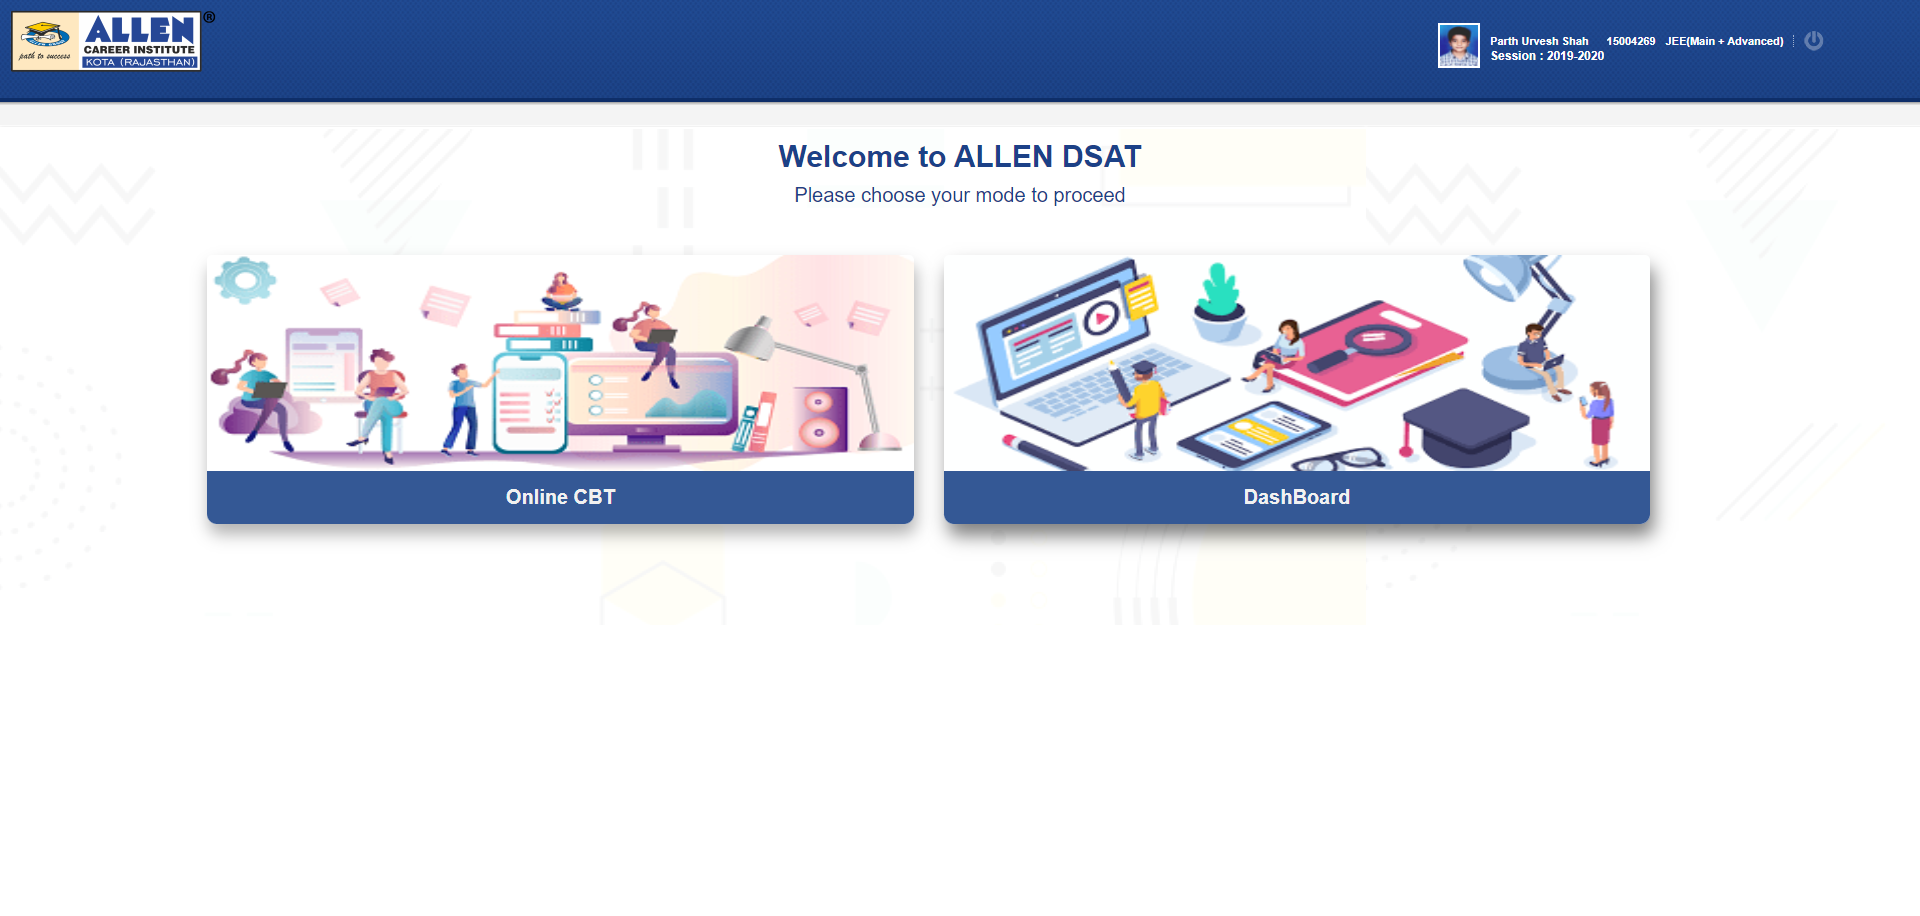 ALLEN®
CAREER INSTITUTE
KOTA (RAJASTHAN)
path to success
Parth Urvesh Shah 15004269 JEE(Main + Advanced)
Session : 2019-2020
Welcome to ALLEN DSAT
Please choose your mode to proceed
Online CBT
DashBoard